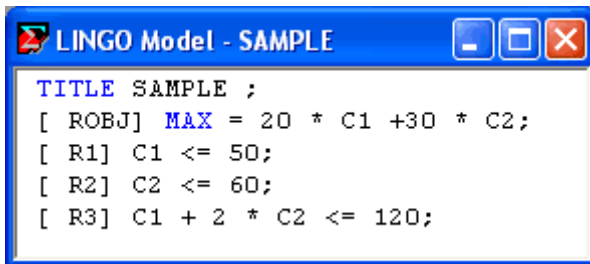 LINGO Model - SAMPLE
TITLE SAMPLE ;
[ ROBJ] MAX = 20 * C1 +30 * C2;
[ R1] C1 <= 50;
[ R2] C2 <= 60;
[ R3] C1 + 2 * C2 <= 120;